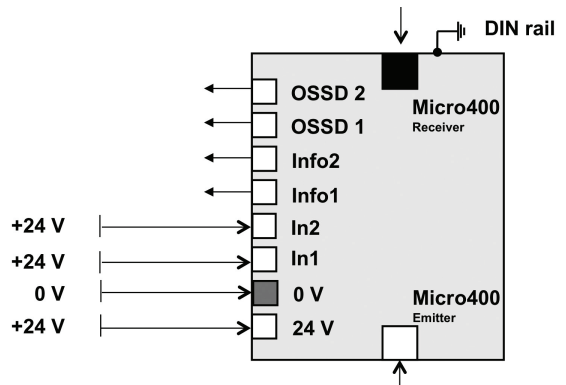 DIN rail
OSSD 2
Micro400
Receiver
OSSD 1
Info2
Info1
+24 V
In2
+24 V
In1
0 V
0 V
Micro400
Emitter
+24 V
24 V